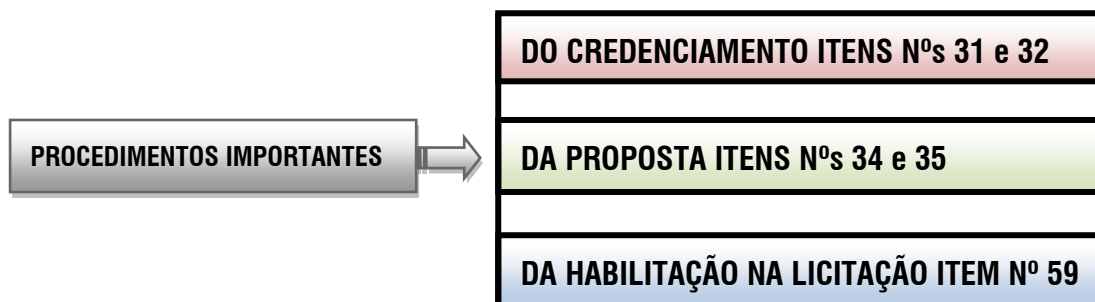 PROCEDIMENTOS IMPORTANTES
DO CREDENCIAMENTO ITENS Nºs 31 e 32
DA PROPOSTA ITENS Nºs 34 e 35
DA HABILITAÇÃO NA LICITAÇÃO ITEM Nº 59